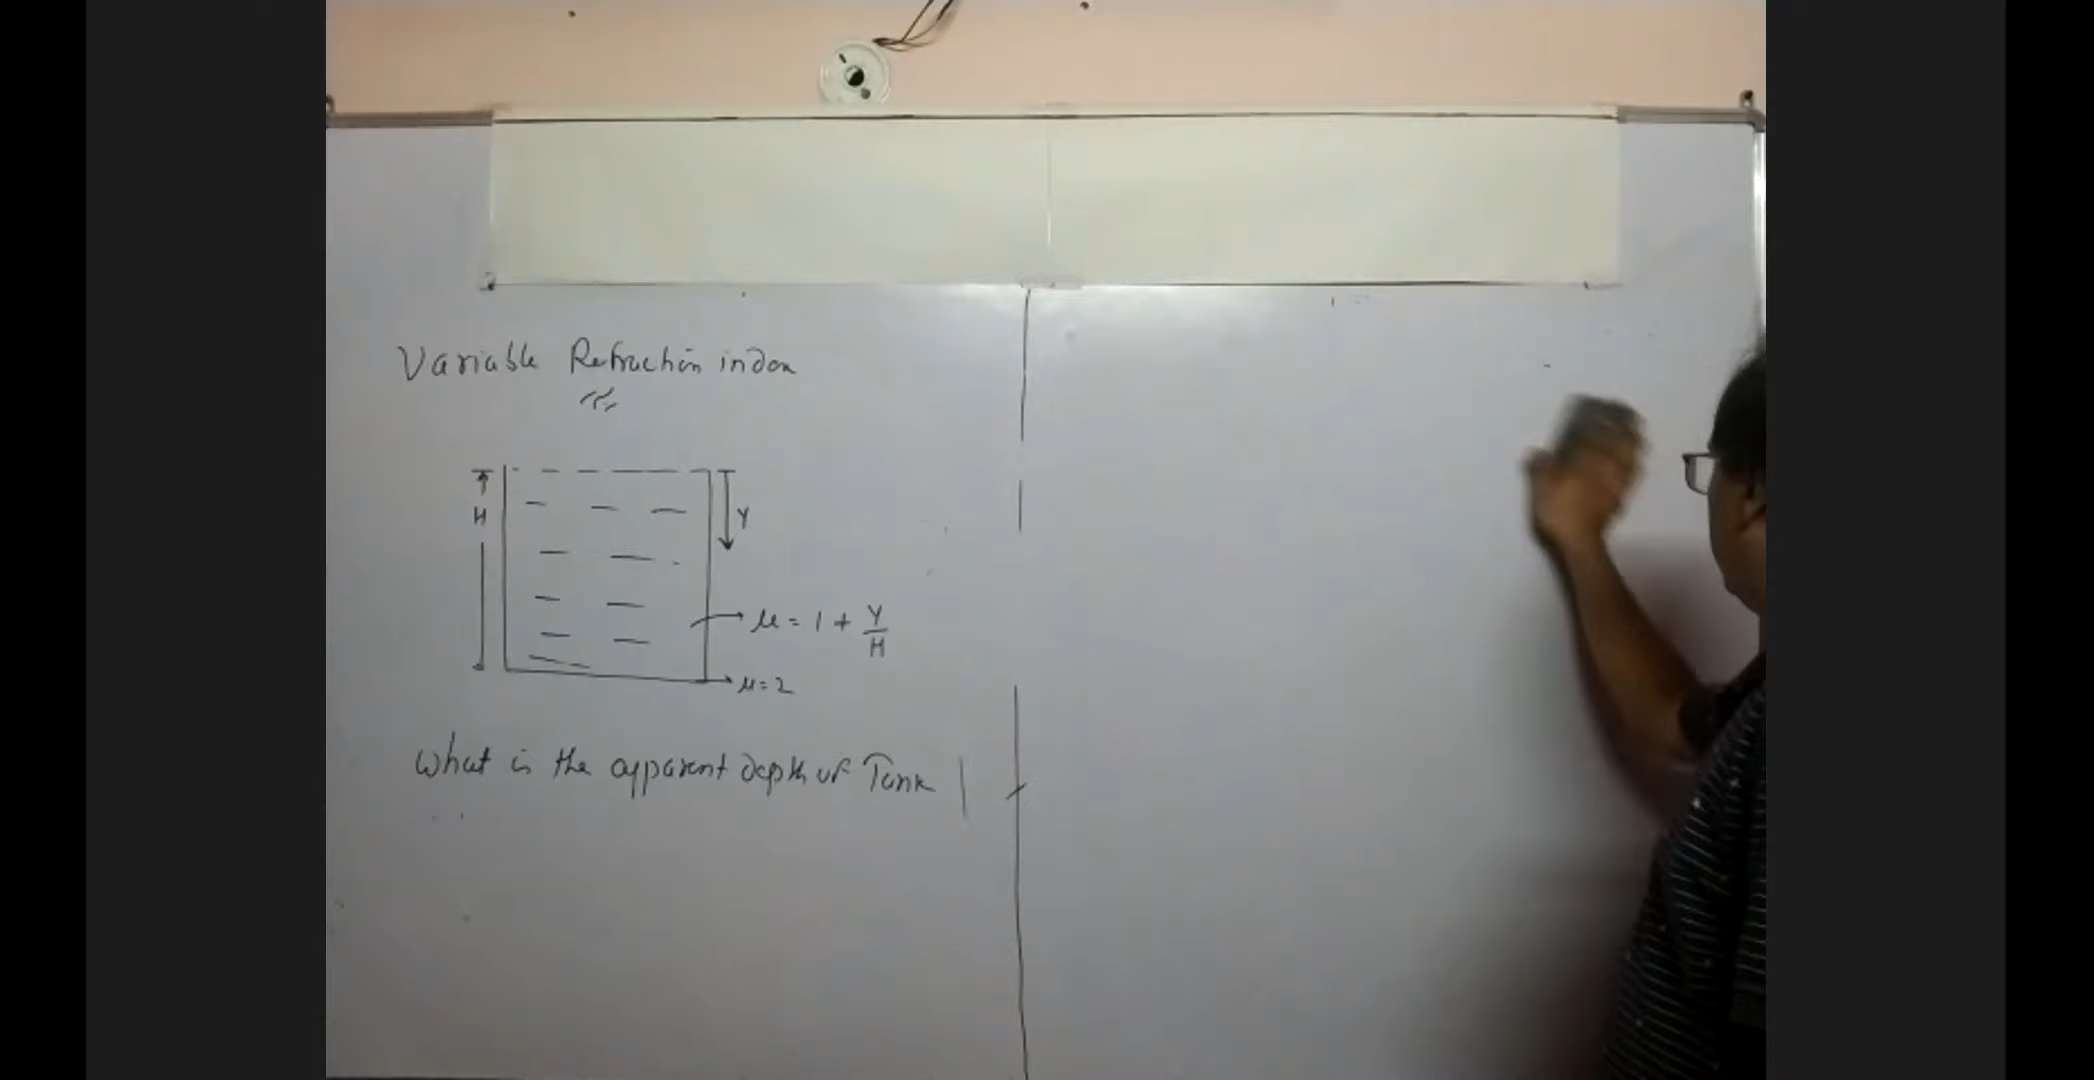 Variable Refraction index
H
Y
μ = 1 + Y/H
μ = 2
What is the apparent depth of Tank